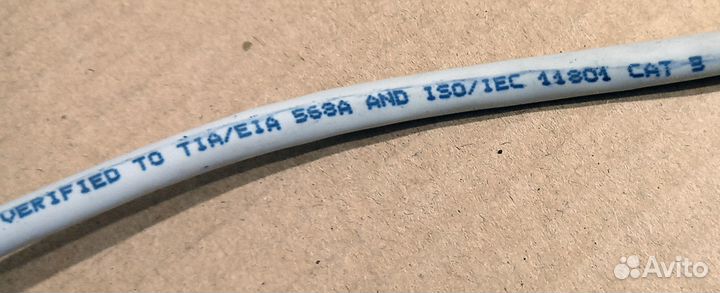 VERIFIED TO TIA/EIA 568A AND ISO/IEC 11801 CAT 5
Avito